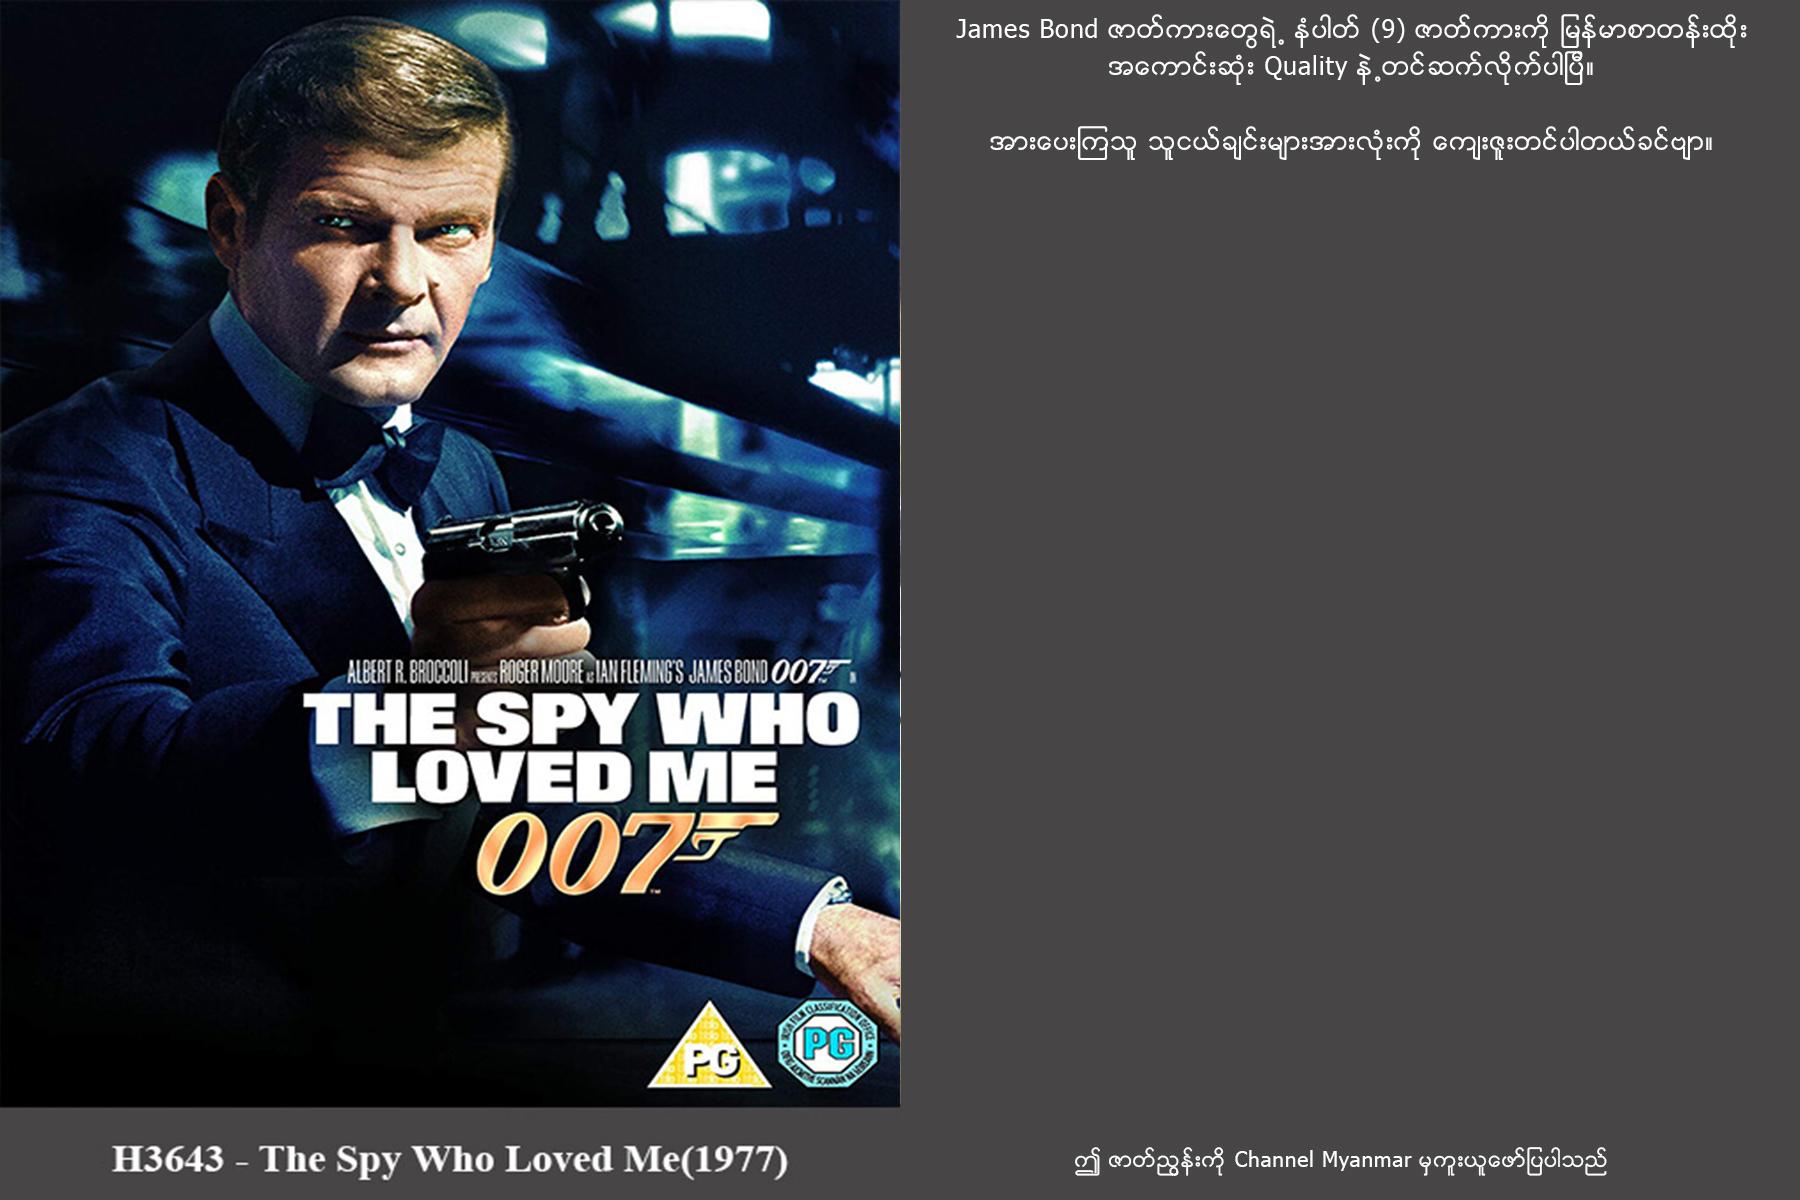 James Bond ဇာတ်ကားတွေရဲ့ နံပါတ် (9) ဇာတ်ကားကို မြန်မာစာတန်းထိုး
အကောင်းဆုံး Quality နဲ့တင်ဆက်လိုက်ပါပြီ။
အားပေးကြသူ သူငယ်ချင်းများအားလုံးကို ကျေးဇူးတင်ပါတယ်ခင်ဗျာ။
ALBERT R. BROCCOLI PRESENTS ROGER MOORE AS IAN FLEMING'S JAMES BOND 007 IN
THE SPY WHO
LOVED ME
007
PG
IRISH FILM CLASSIFICATION OFFICE
PG
H3643 - The Spy Who Loved Me(1977)
ဤ ဇာတ်ညွှန်းကို Channel Myanmar မှကူးယူဖော်ပြပါသည်